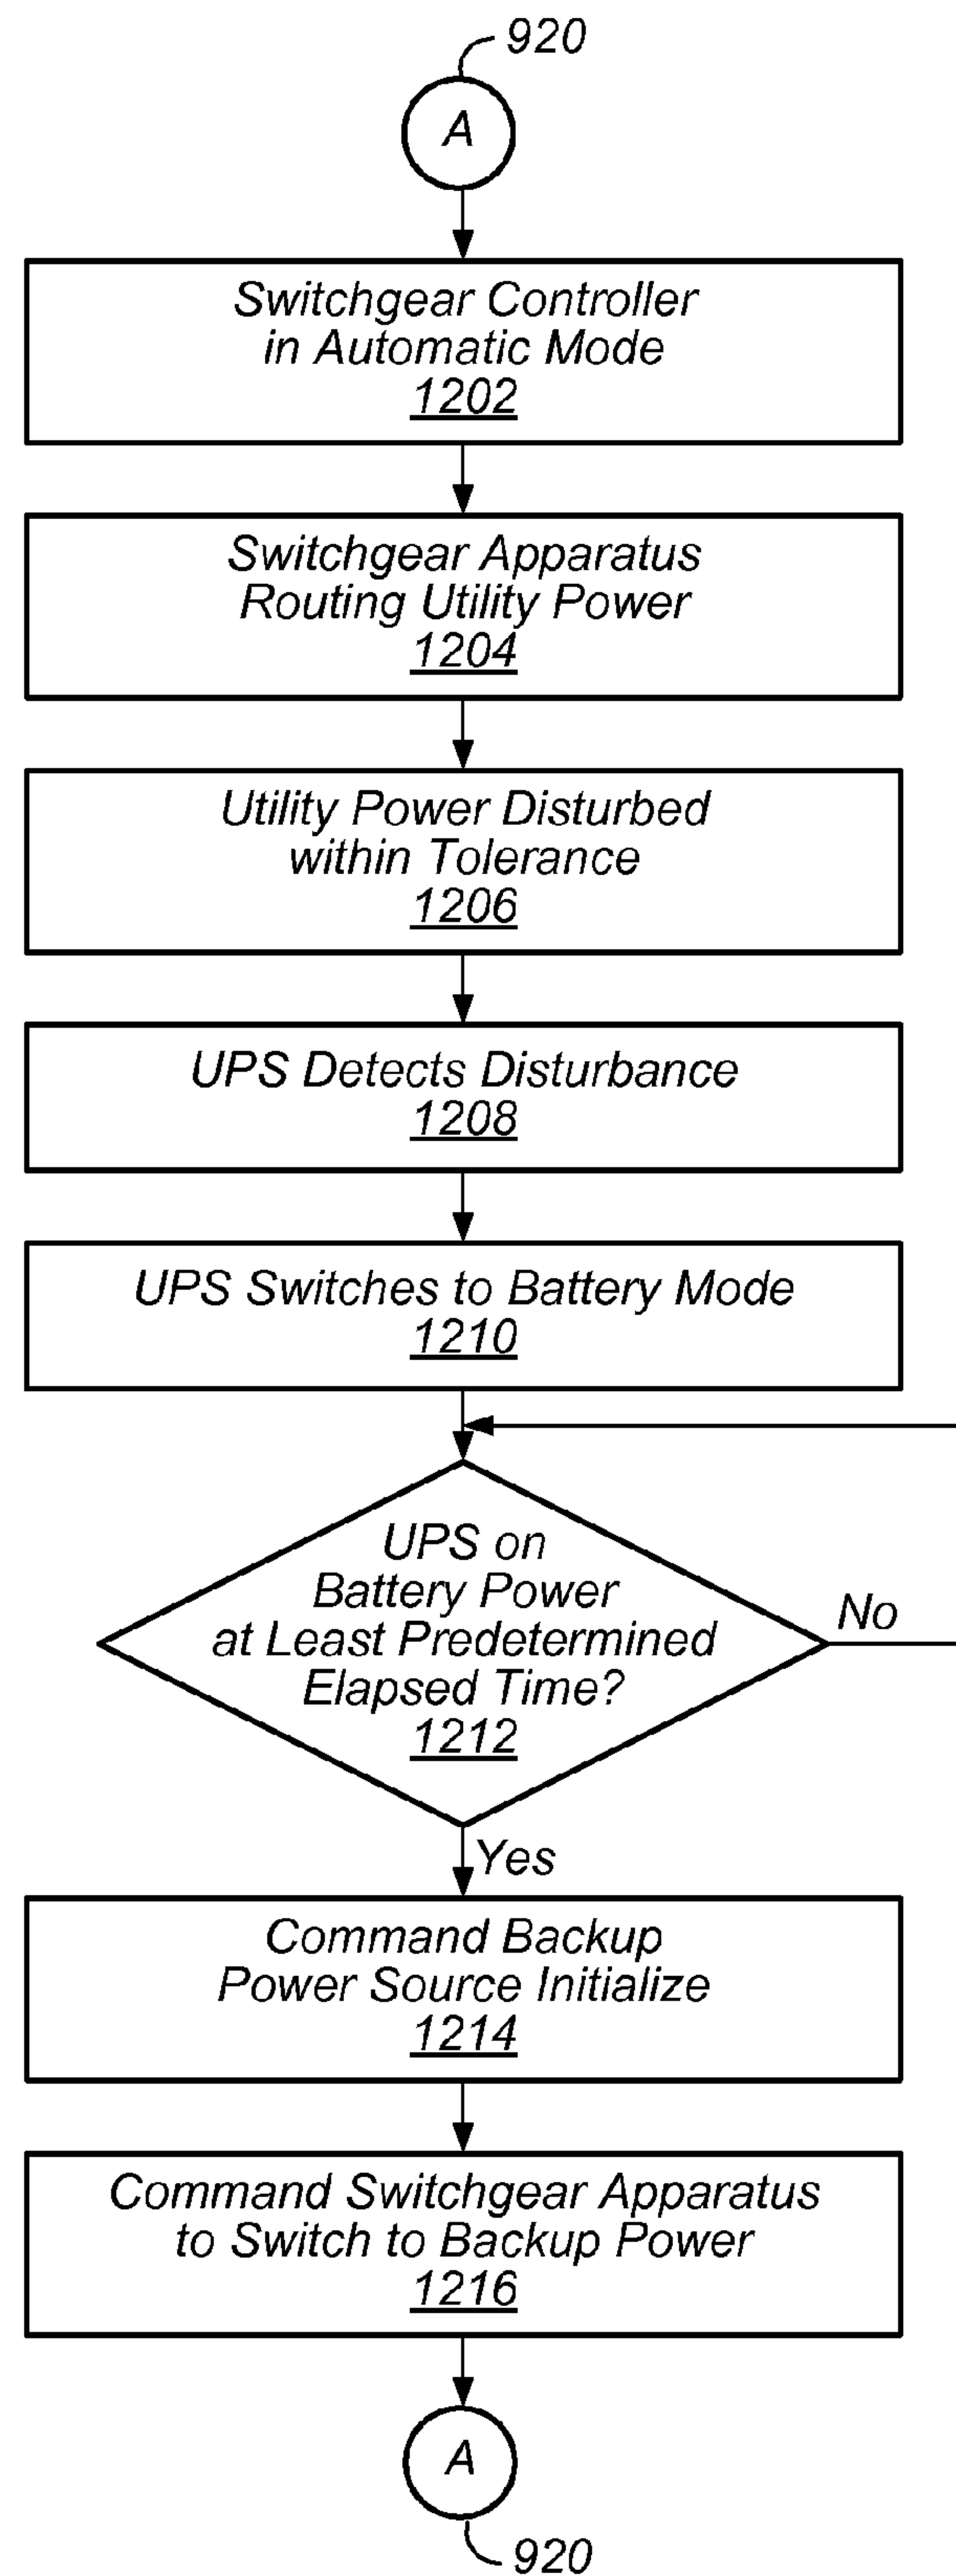 920
A
Switchgear Controller
in Automatic Mode
1202
Switchgear Apparatus
Routing Utility Power
1204
Utility Power Disturbed
within Tolerance
1206
UPS Detects Disturbance
1208
UPS Switches to Battery Mode
1210
UPS on
Battery Power
at Least Predetermined
Elapsed Time?
1212
No
Yes
Command Backup
Power Source Initialize
1214
Command Switchgear Apparatus
to Switch to Backup Power
1216
A
920